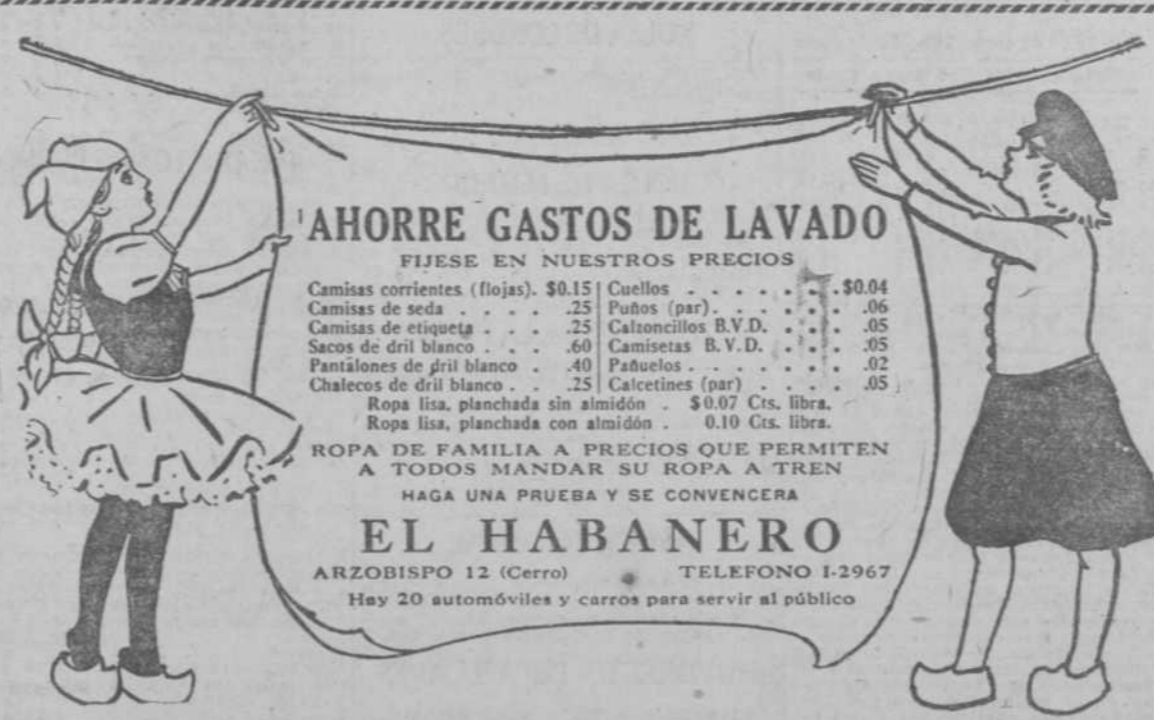 AHORRE GASTOS DE LAVADO
FIJESE EN NUESTROS PRECIOS
Camisas corrientes (flojas). $0.15
Camisas de seda . . . . .25
Camisas de etiqueta . . . .25
Sacos de dril blanco . . . .60
Pantalones de dril blanco . .40
Chalecos de dril blanco . . .25
Cuellos . . . . . . . $0.04
Puños (par). . . . . . .06
Calzoncillos B.V.D. . . . .05
Camisetas B.V.D. . . . .05
Pañuelos . . . . . . . .02
Calcetines (par) . . . . .05
Ropa lisa, planchada sin almidón . $0.07 Cts. libra.
Ropa lisa, planchada con almidón . 0.10 Cts. libra.
ROPA DE FAMILIA A PRECIOS QUE PERMITEN
A TODOS MANDAR SU ROPA A TREN
HAGA UNA PRUEBA Y SE CONVENCERA
EL HABANERO
ARZOBISPO 12 (Cerro) TELEFONO I-2967
Hay 20 automóviles y carros para servir al público